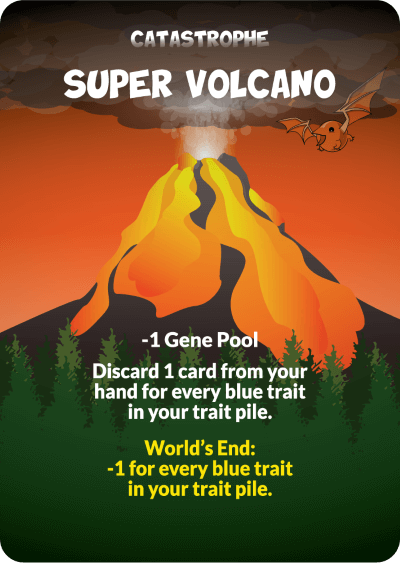 CATASTROPHE
SUPER VOLCANO
-1 Gene Pool
Discard 1 card from your
hand for every blue trait
in your trait pile.
World's End:
-1 for every blue trait
in your trait pile.